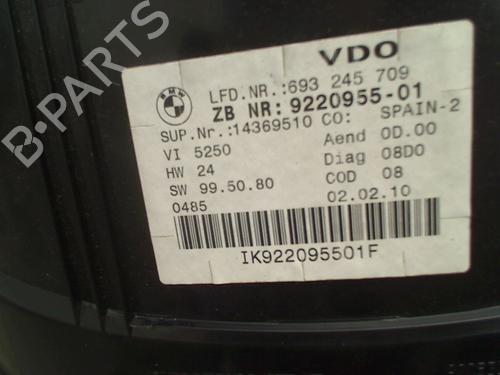 VDO
BMW
LFD.NR.:693 245 709
ZB NR:9220955-01
SUP.Nr.:14369510 CO: SPAIN-2
VI 5250 Aend 0D.00
HW 24 Diag 08D0
SW 99.50.80 COD 08
0485 02.02.10
IK922095501F
B